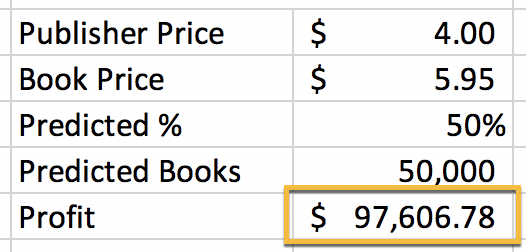 Publisher Price $ 4.00
Book Price $ 5.95
Predicted % 50%
Predicted Books 50,000
Profit $ 97,606.78